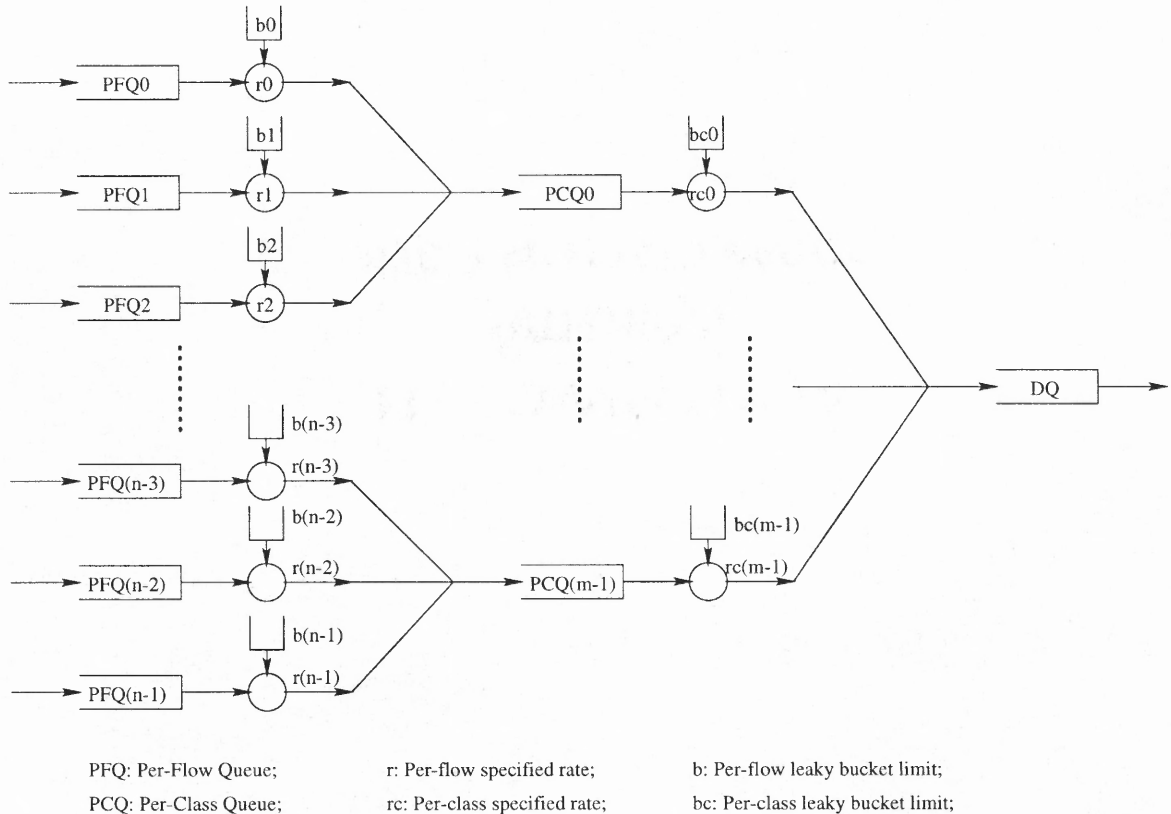 b0
PFQ0
r0
b1
bc0
PFQ1
r1
PCQ0
rc0
b2
PFQ2
r2
DQ
b(n-3)
PFQ(n-3)
r(n-3)
b(n-2)
bc(m-1)
PFQ(n-2)
r(n-2)
PCQ(m-1)
rc(m-1)
b(n-1)
PFQ(n-1)
r(n-1)
PFQ: Per-Flow Queue; r: Per-flow specified rate; b: Per-flow leaky bucket limit;
PCQ: Per-Class Queue; rc: Per-class specified rate; bc: Per-class leaky bucket limit;